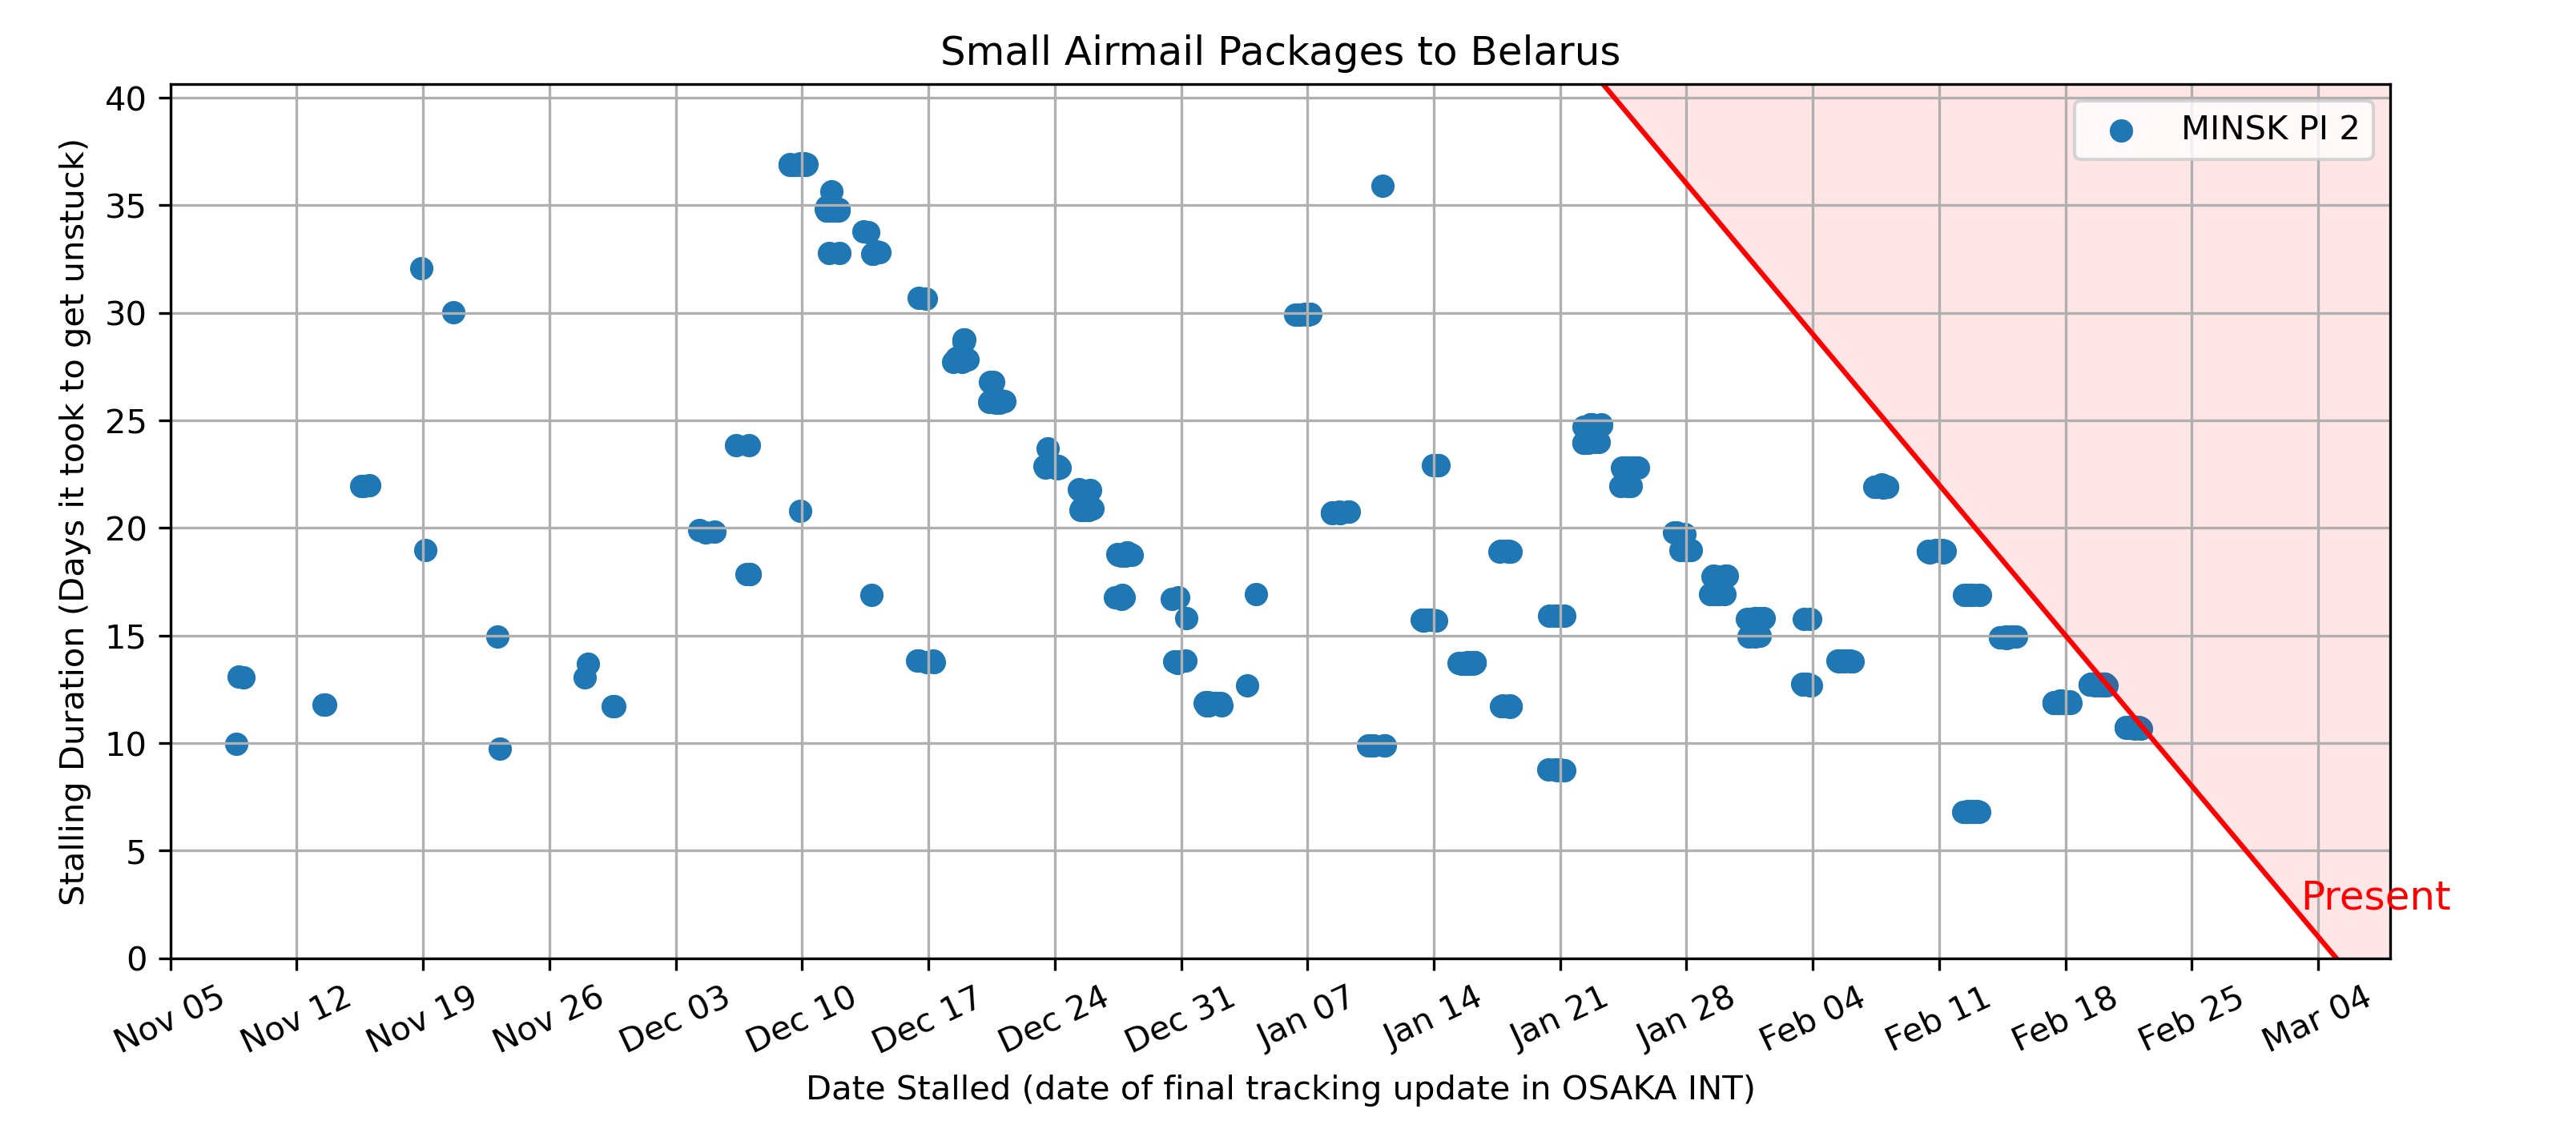 Small Airmail Packages to Belarus
MINSK PI 2
Stalling Duration (Days it took to get unstuck)
40
35
30
25
20
15
10
5
0
Present
Nov 05
Nov 12
Nov 19
Nov 26
Dec 03
Dec 10
Dec 17
Dec 24
Dec 31
Jan 07
Jan 14
Jan 21
Jan 28
Feb 04
Feb 11
Feb 18
Feb 25
Mar 04
Date Stalled (date of final tracking update in OSAKA INT)